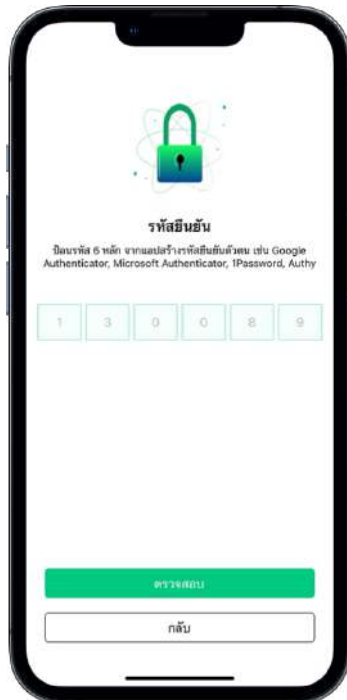 รหัสยืนยัน
ป้อนรหัส 6 หลัก จากแอปสร้างรหัสยืนยันตัวตน เช่น Google
Authenticator, Microsoft Authenticator, 1Password, Authy
1 3 0 0 8 9
ตรวจสอบ
กลับ